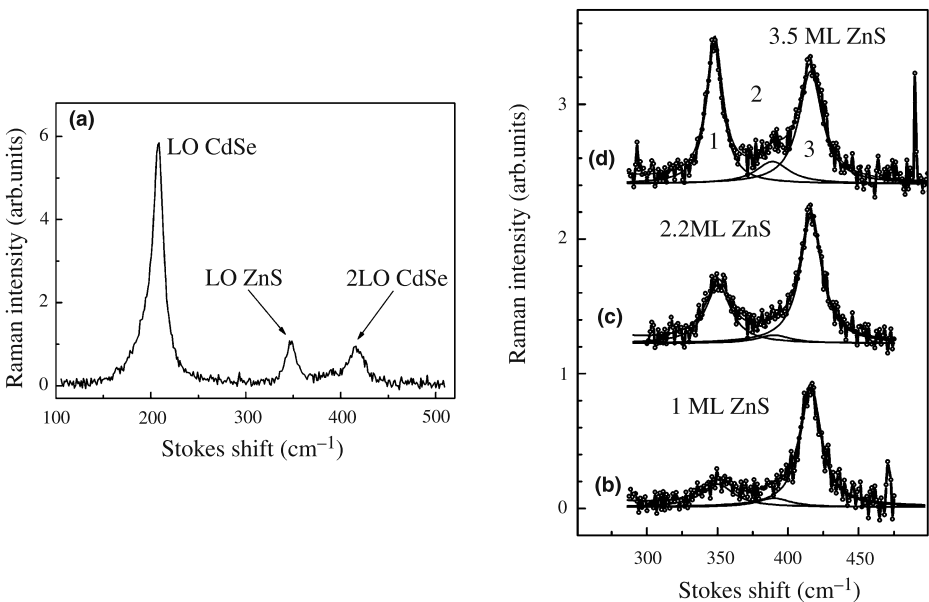 (a)
LO CdSe
LO ZnS
2LO CdSe
6
4
2
0
100 200 300 400 500
Raman intensity (arb.units)
Stokes shift (cm⁻¹)
3.5 ML ZnS
1
2
3
(d)
2.2ML ZnS
(c)
1 ML ZnS
(b)
3
2
1
0
300 350 400 450
Raman intensity (arb.units)
Stokes shift (cm⁻¹)